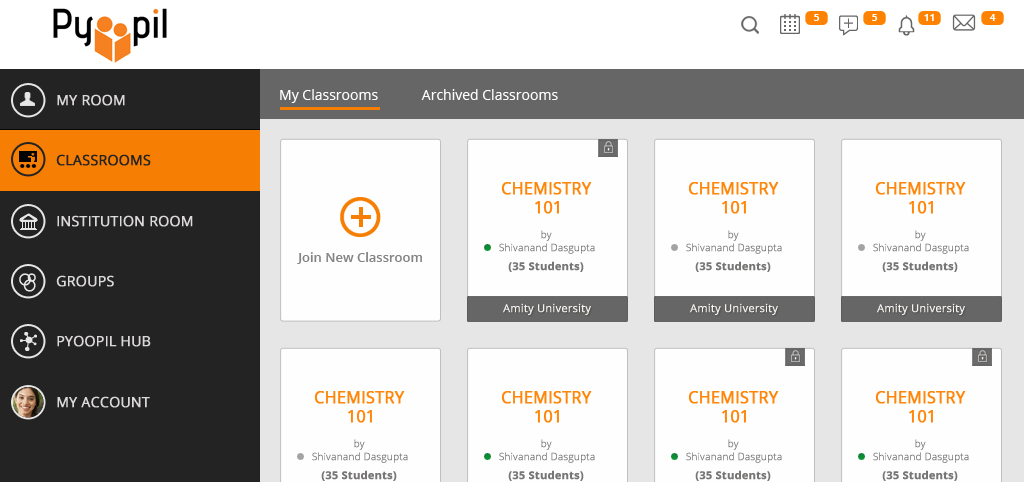 Pyoopil
5
5
11
4
MY ROOM
CLASSROOMS
INSTITUTION ROOM
GROUPS
PYOOPIL HUB
MY ACCOUNT
My Classrooms
Archived Classrooms
Join New Classroom
CHEMISTRY
101
by
Shivanand Dasgupta
(35 Students)
Amity University
CHEMISTRY
101
by
Shivanand Dasgupta
(35 Students)
Amity University
CHEMISTRY
101
by
Shivanand Dasgupta
(35 Students)
Amity University
CHEMISTRY
101
by
Shivanand Dasgupta
(35 Students)
CHEMISTRY
101
by
Shivanand Dasgupta
(35 Students)
CHEMISTRY
101
by
Shivanand Dasgupta
(35 Students)
CHEMISTRY
101
by
Shivanand Dasgupta
(35 Students)